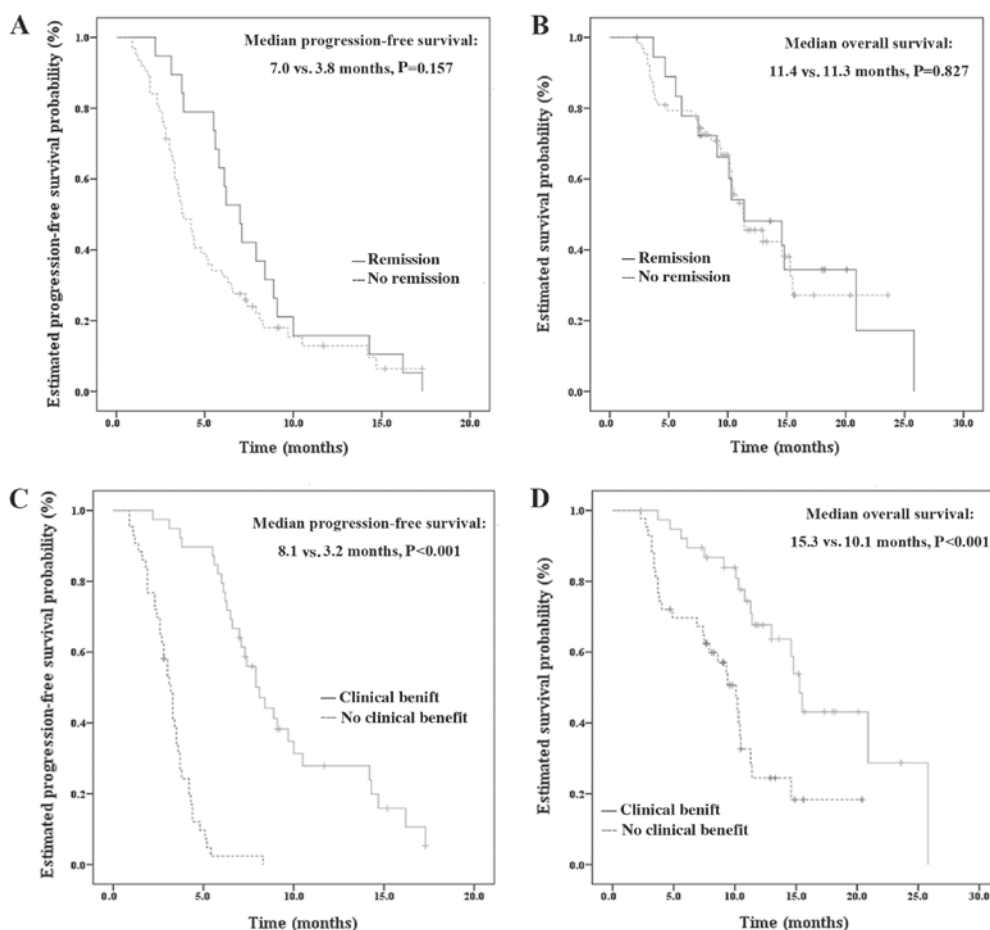 A
Estimated progression-free survival probability (%)
Median progression-free survival:
7.0 vs. 3.8 months, P=0.157
1.0
0.8
0.6
0.4
0.2
0.0
Remission
No remission
0.0 5.0 10.0 15.0 20.0
Time (months)
B
Estimated survival probability (%)
Median overall survival:
11.4 vs. 11.3 months, P=0.827
1.0
0.8
0.6
0.4
0.2
0.0
Remission
No remission
0.0 5.0 10.0 15.0 20.0 25.0 30.0
Time (months)
C
Estimated progression-free survival probability (%)
Median progression-free survival:
8.1 vs. 3.2 months, P<0.001
1.0
0.8
0.6
0.4
0.2
0.0
Clinical benift
No clinical benefit
0.0 5.0 10.0 15.0 20.0
Time (months)
D
Estimated survival probability (%)
Median overall survival:
15.3 vs. 10.1 months, P<0.001
1.0
0.8
0.6
0.4
0.2
0.0
Clinical benift
No clinical benefit
0.0 5.0 10.0 15.0 20.0 25.0 30.0
Time (months)